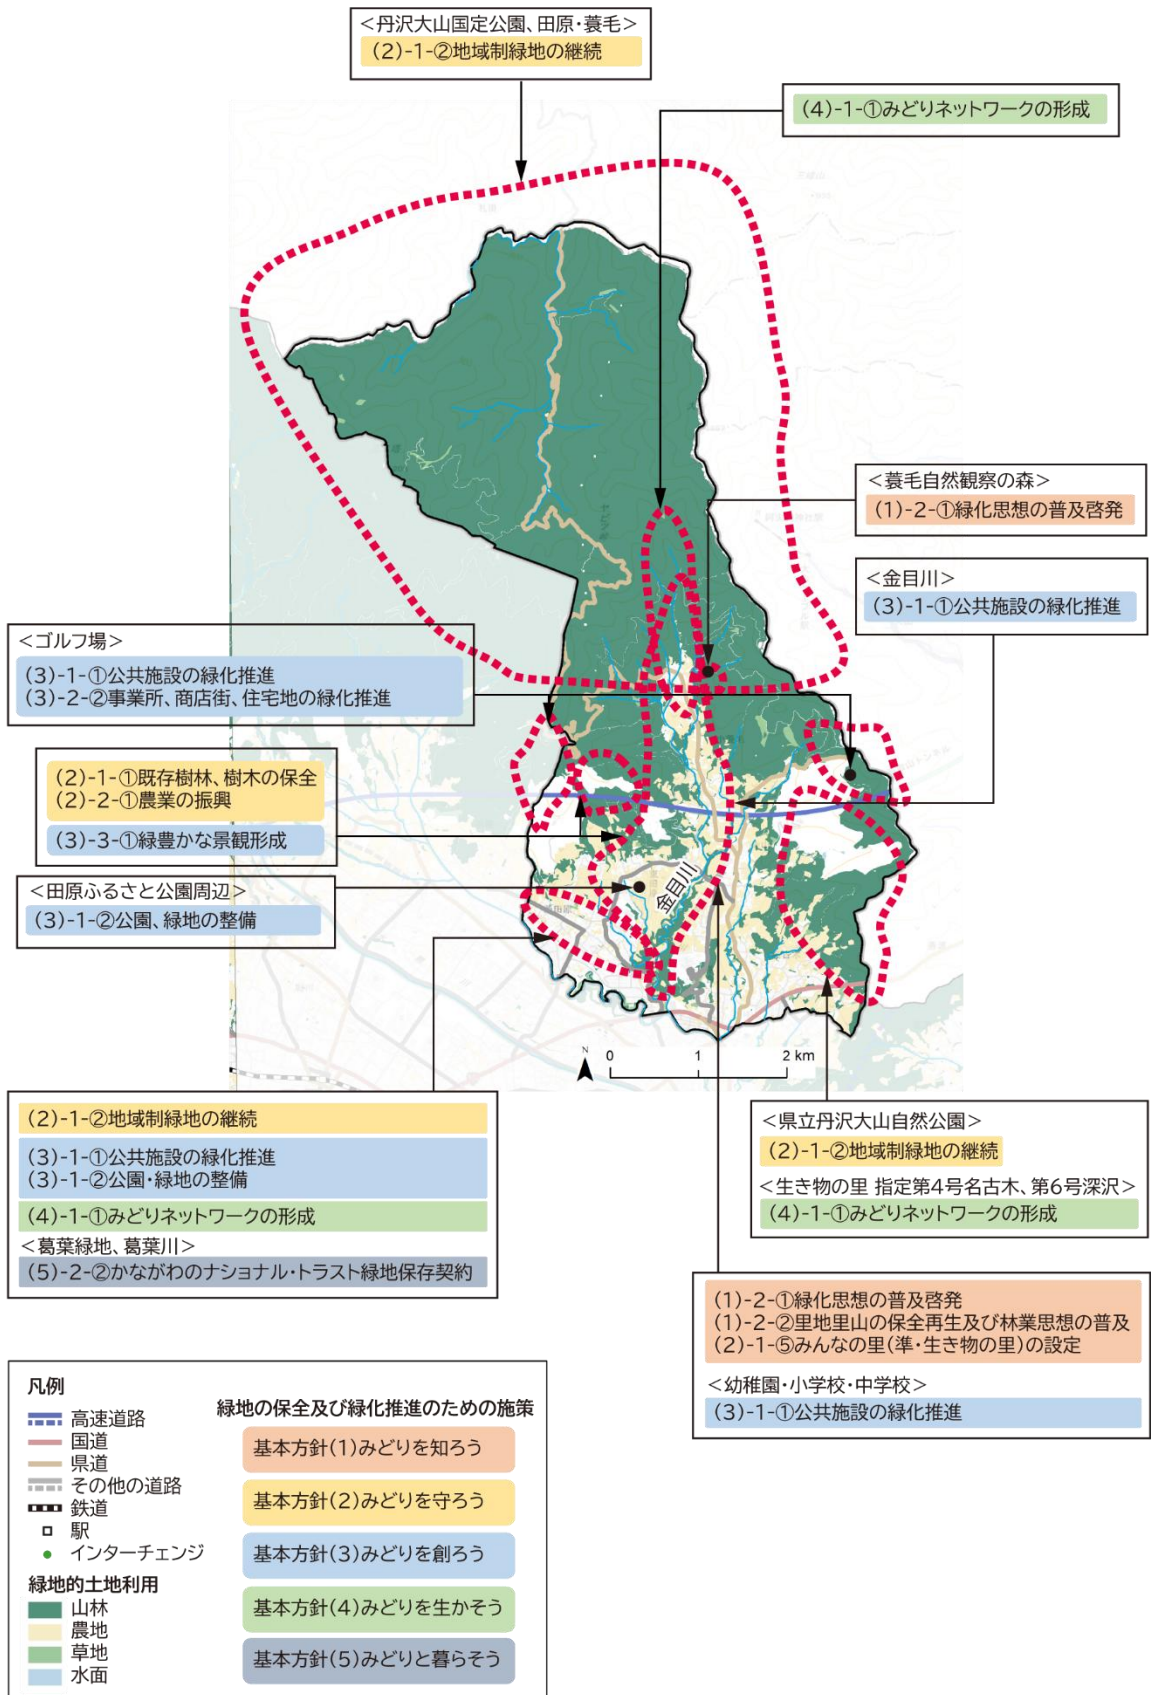 <丹沢大山国定公園、田原・蓑毛>
(2)-1-②地域制緑地の継続
(4)-1-①みどりネットワークの形成
<蓑毛自然観察の森>
(1)-2-①緑化思想の普及啓発
<金目川>
(3)-1-①公共施設の緑化推進
<ゴルフ場>
(3)-1-①公共施設の緑化推進
(3)-2-②事業所、商店街、住宅地の緑化推進
(2)-1-①既存樹林、樹木の保全
(2)-2-①農業の振興
(3)-3-①緑豊かな景観形成
<田原ふるさと公園周辺>
(3)-1-②公園、緑地の整備
金目川
N
0 1 2 km
(2)-1-②地域制緑地の継続
(3)-1-①公共施設の緑化推進
(3)-1-②公園・緑地の整備
(4)-1-①みどりネットワークの形成
<葛葉緑地、葛葉川>
(5)-2-②かながわのナショナル・トラスト緑地保存契約
<県立丹沢大山自然公園>
(2)-1-②地域制緑地の継続
<生き物の里 指定第4号名古木、第6号深沢>
(4)-1-①みどりネットワークの形成
(1)-2-①緑化思想の普及啓発
(1)-2-②里地里山の保全再生及び林業思想の普及
(2)-1-⑤みんなの里(準・生き物の里)の設定
<幼稚園・小学校・中学校>
(3)-1-①公共施設の緑化推進
凡例
高速道路
国道
県道
その他の道路
鉄道
駅
インターチェンジ
緑地的土地利用
山林
農地
草地
水面
緑地の保全及び緑化推進のための施策
基本方針(1)みどりを知ろう
基本方針(2)みどりを守ろう
基本方針(3)みどりを創ろう
基本方針(4)みどりを生かそう
基本方針(5)みどりと暮らそう